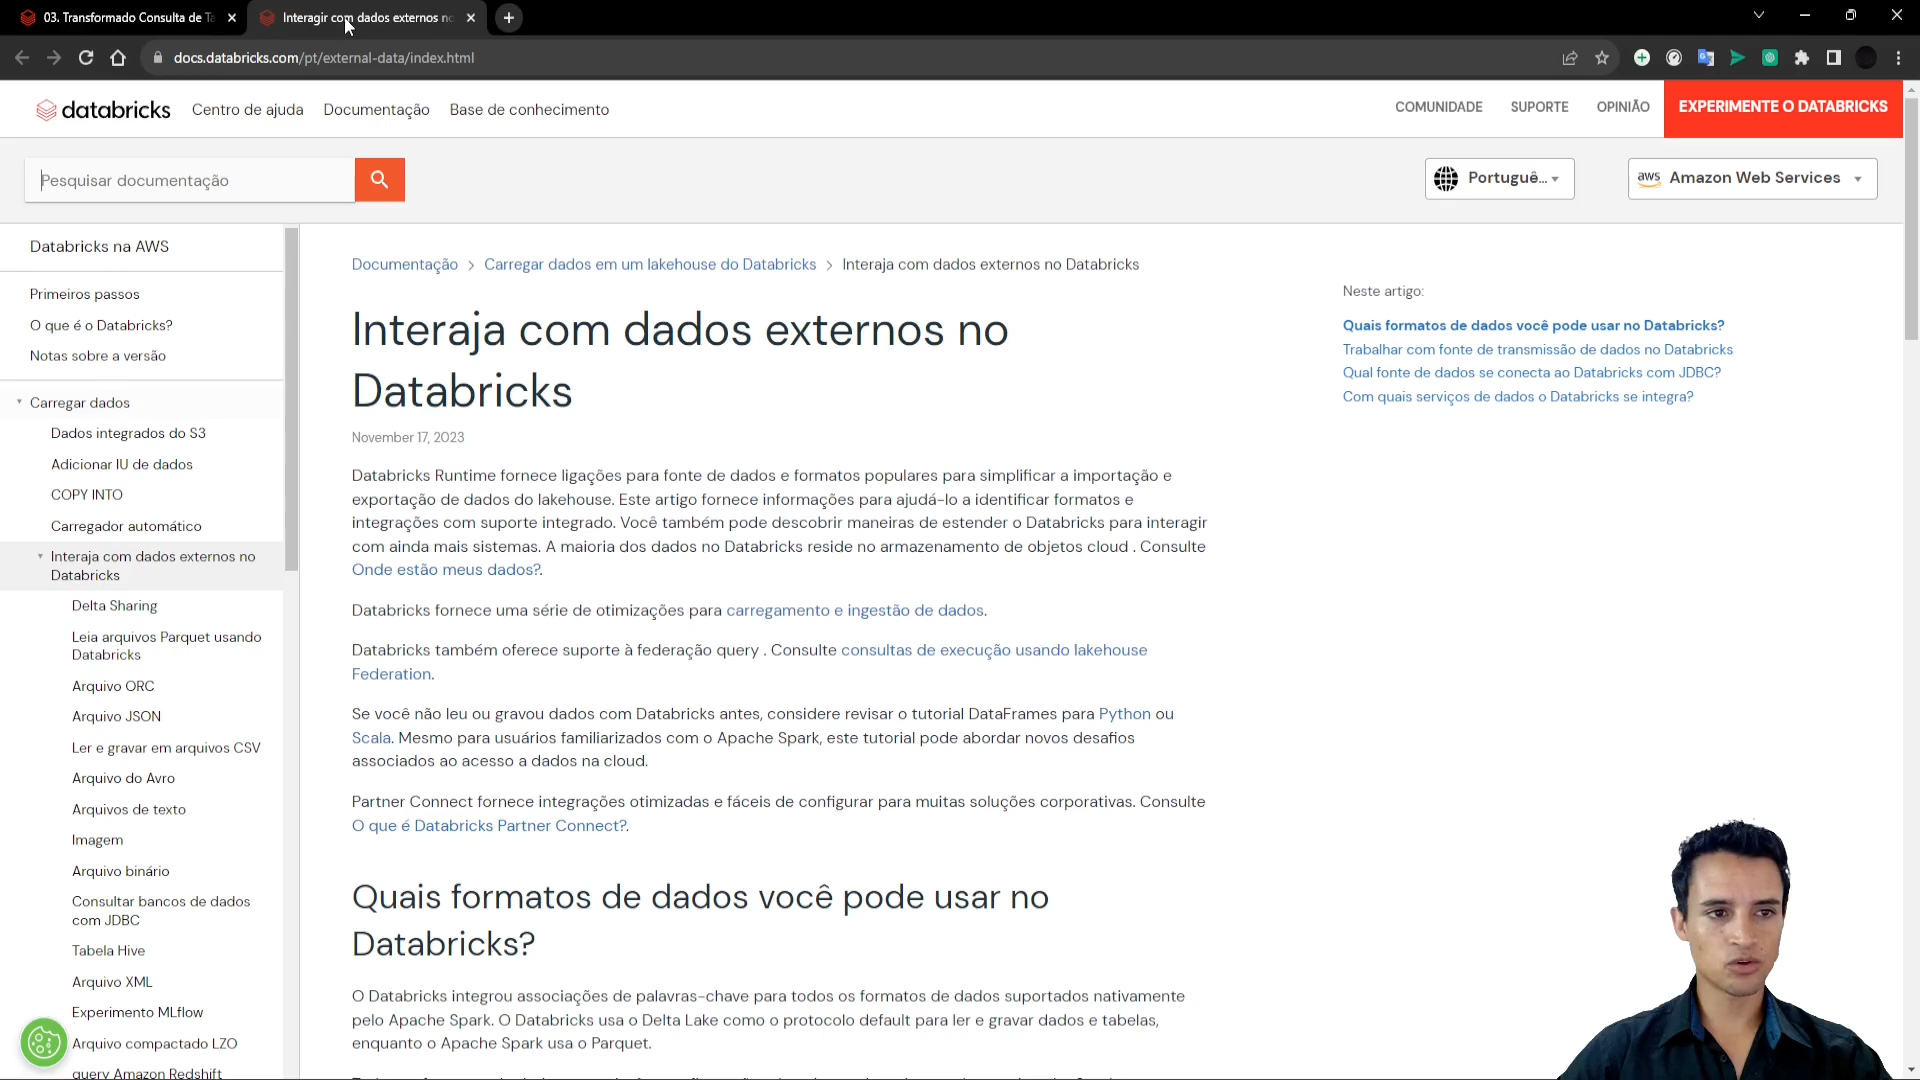 03. Transformado Consulta de Ta
Interagir com dados externos no
docs.databricks.com/pt/external-data/index.html
databricks
Centro de ajuda
Documentação
Base de conhecimento
COMUNIDADE
SUPORTE
OPINIÃO
EXPERIMENTE O DATABRICKS
Pesquisar documentação
Portuguê...
aws Amazon Web Services
Databricks na AWS
Primeiros passos
O que é o Databricks?
Notas sobre a versão
Carregar dados
Dados integrados do S3
Adicionar IU de dados
COPY INTO
Carregador automático
Interaja com dados externos no
Databricks
Delta Sharing
Leia arquivos Parquet usando
Databricks
Arquivo ORC
Arquivo JSON
Ler e gravar em arquivos CSV
Arquivo do Avro
Arquivos de texto
Imagem
Arquivo binário
Consultar bancos de dados
com JDBC
Tabela Hive
Arquivo XML
Experimento MLflow
Arquivo compactado LZO
query Amazon Redshift
Documentação > Carregar dados em um lakehouse do Databricks > Interaja com dados externos no Databricks
Interaja com dados externos no
Databricks
November 17, 2023
Databricks Runtime fornece ligações para fonte de dados e formatos populares para simplificar a importação e
exportação de dados do lakehouse. Este artigo fornece informações para ajudá-lo a identificar formatos e
integrações com suporte integrado. Você também pode descobrir maneiras de estender o Databricks para interagir
com ainda mais sistemas. A maioria dos dados no Databricks reside no armazenamento de objetos cloud . Consulte
Onde estão meus dados?.
Databricks fornece uma série de otimizações para carregamento e ingestão de dados.
Databricks também oferece suporte à federação query . Consulte consultas de execução usando lakehouse
Federation.
Se você não leu ou gravou dados com Databricks antes, considere revisar o tutorial DataFrames para Python ou
Scala. Mesmo para usuários familiarizados com o Apache Spark, este tutorial pode abordar novos desafios
associados ao acesso a dados na cloud.
Partner Connect fornece integrações otimizadas e fáceis de configurar para muitas soluções corporativas. Consulte
O que é Databricks Partner Connect?.
Quais formatos de dados você pode usar no
Databricks?
O Databricks integrou associações de palavras-chave para todos os formatos de dados suportados nativamente
pelo Apache Spark. O Databricks usa o Delta Lake como o protocolo default para ler e gravar dados e tabelas,
enquanto o Apache Spark usa o Parquet.
Neste artigo:
Quais formatos de dados você pode usar no Databricks?
Trabalhar com fonte de transmissão de dados no Databricks
Qual fonte de dados se conecta ao Databricks com JDBC?
Com quais serviços de dados o Databricks se integra?